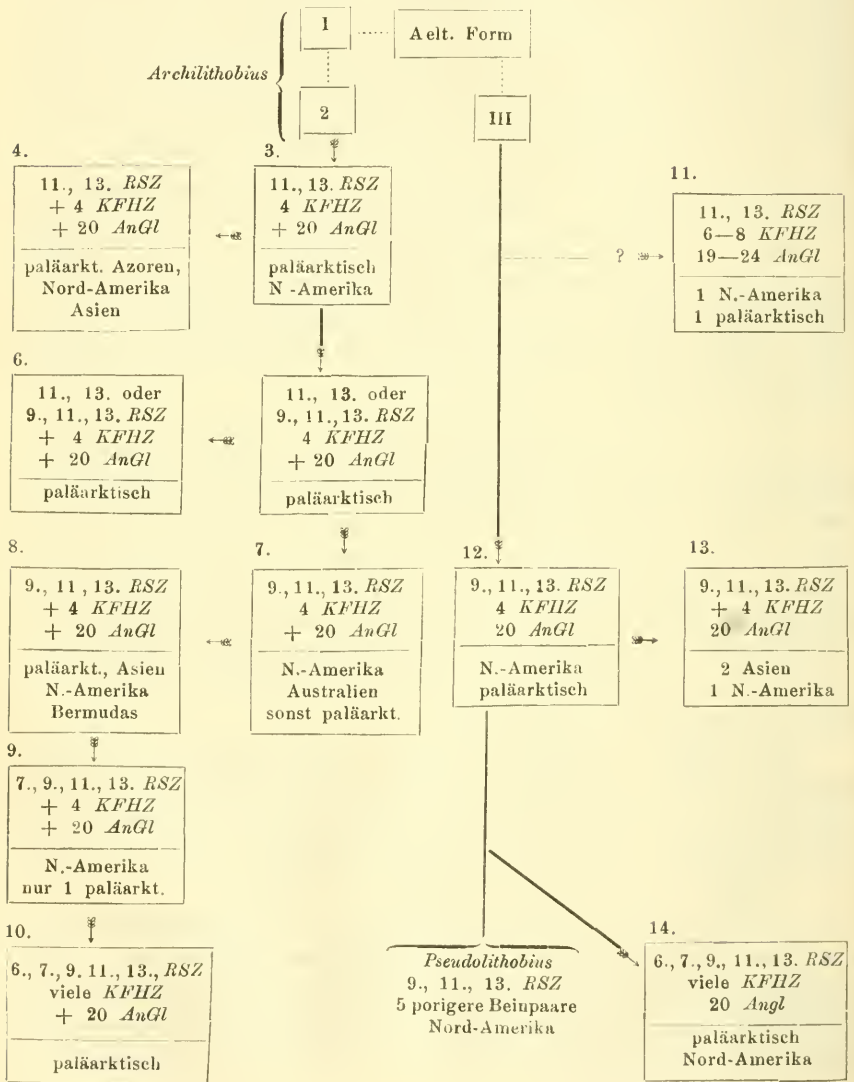 1
Aelt. Form
Archilithobius
2
III
4.
11., 13. RSZ
+ 4 KFHZ
+ 20 AnGl
paläarkt. Azoren,
Nord-Amerika
Asien
3.
11., 13. RSZ
4 KFHZ
+ 20 AnGl
paläarktisch
N -Amerika
11.
11., 13. RSZ
6—8 KFHZ
19—24 AnGl
1 N.-Amerika
1 paläarktisch
?
6.
11., 13. oder
9., 11., 13. RSZ
+ 4 KFHZ
+ 20 AnGl
paläarktisch
11., 13. oder
9., 11., 13. RSZ
4 KFHZ
+ 20 AnGl
paläarktisch
8.
9., 11 , 13. RSZ
+ 4 KFHZ
+ 20 AnGl
paläarkt., Asien
N.-Amerika
Bermudas
7.
9., 11., 13. RSZ
4 KFHZ
+ 20 AnGl
N.-Amerika
Australien
sonst paläarkt.
12.
9., 11., 13. RSZ
4 KFHZ
20 AnGl
N.-Amerika
paläarktisch
13.
9., 11., 13. RSZ
+ 4 KFHZ
20 AnGl
2 Asien
1 N.-Amerika
9.
7., 9., 11., 13. RSZ
+ 4 KFHZ
+ 20 AnGl
N.-Amerika
nur 1 paläarkt.
10.
6., 7., 9. 11., 13., RSZ
viele KFHZ
+ 20 AnGl
paläarktisch
Pseudolithobius
9., 11., 13. RSZ
5 porigere Beinpaare
Nord-Amerika
14.
6., 7., 9., 11., 13. RSZ
viele KFHZ
20 Angl
paläarktisch
Nord-Amerika